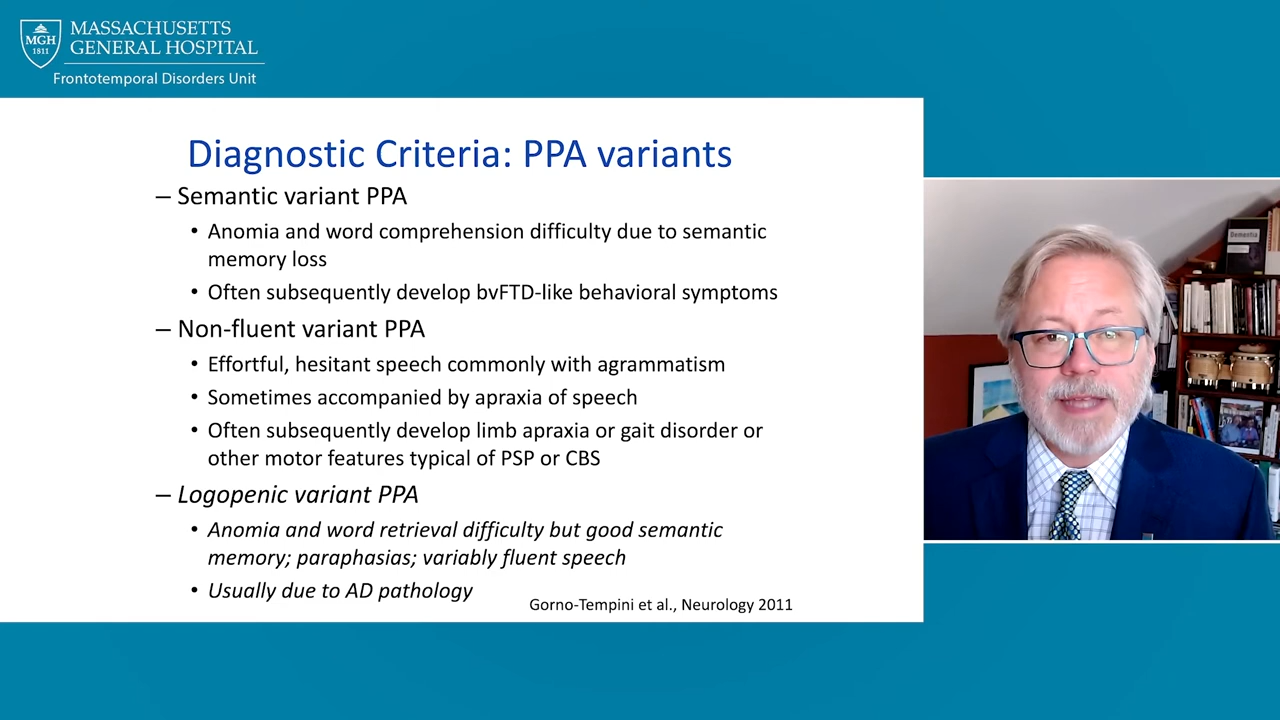 MASSACHUSETTS
GENERAL HOSPITAL
MGH
1811
Frontotemporal Disorders Unit
Diagnostic Criteria: PPA variants
– Semantic variant PPA
• Anomia and word comprehension difficulty due to semantic
memory loss
• Often subsequently develop bvFTD-like behavioral symptoms
– Non-fluent variant PPA
• Effortful, hesitant speech commonly with agrammatism
• Sometimes accompanied by apraxia of speech
• Often subsequently develop limb apraxia or gait disorder or
other motor features typical of PSP or CBS
– Logopenic variant PPA
• Anomia and word retrieval difficulty but good semantic
memory; paraphasias; variably fluent speech
• Usually due to AD pathology
Gorno-Tempini et al., Neurology 2011
Dementia